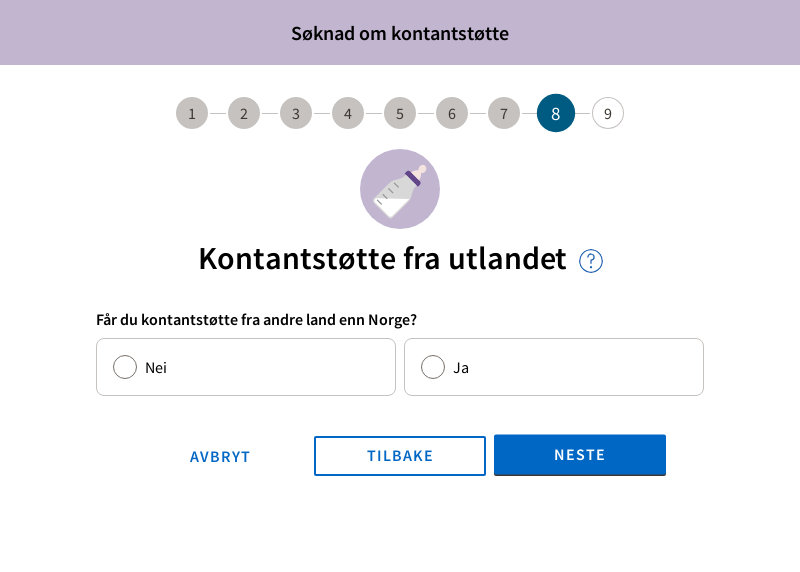 Søknad om kontantstøtte
1 2 3 4 5 6 7 8 9
Kontantstøtte fra utlandet ?
Får du kontantstøtte fra andre land enn Norge?
Nei Ja
AVBRYT TILBAKE NESTE